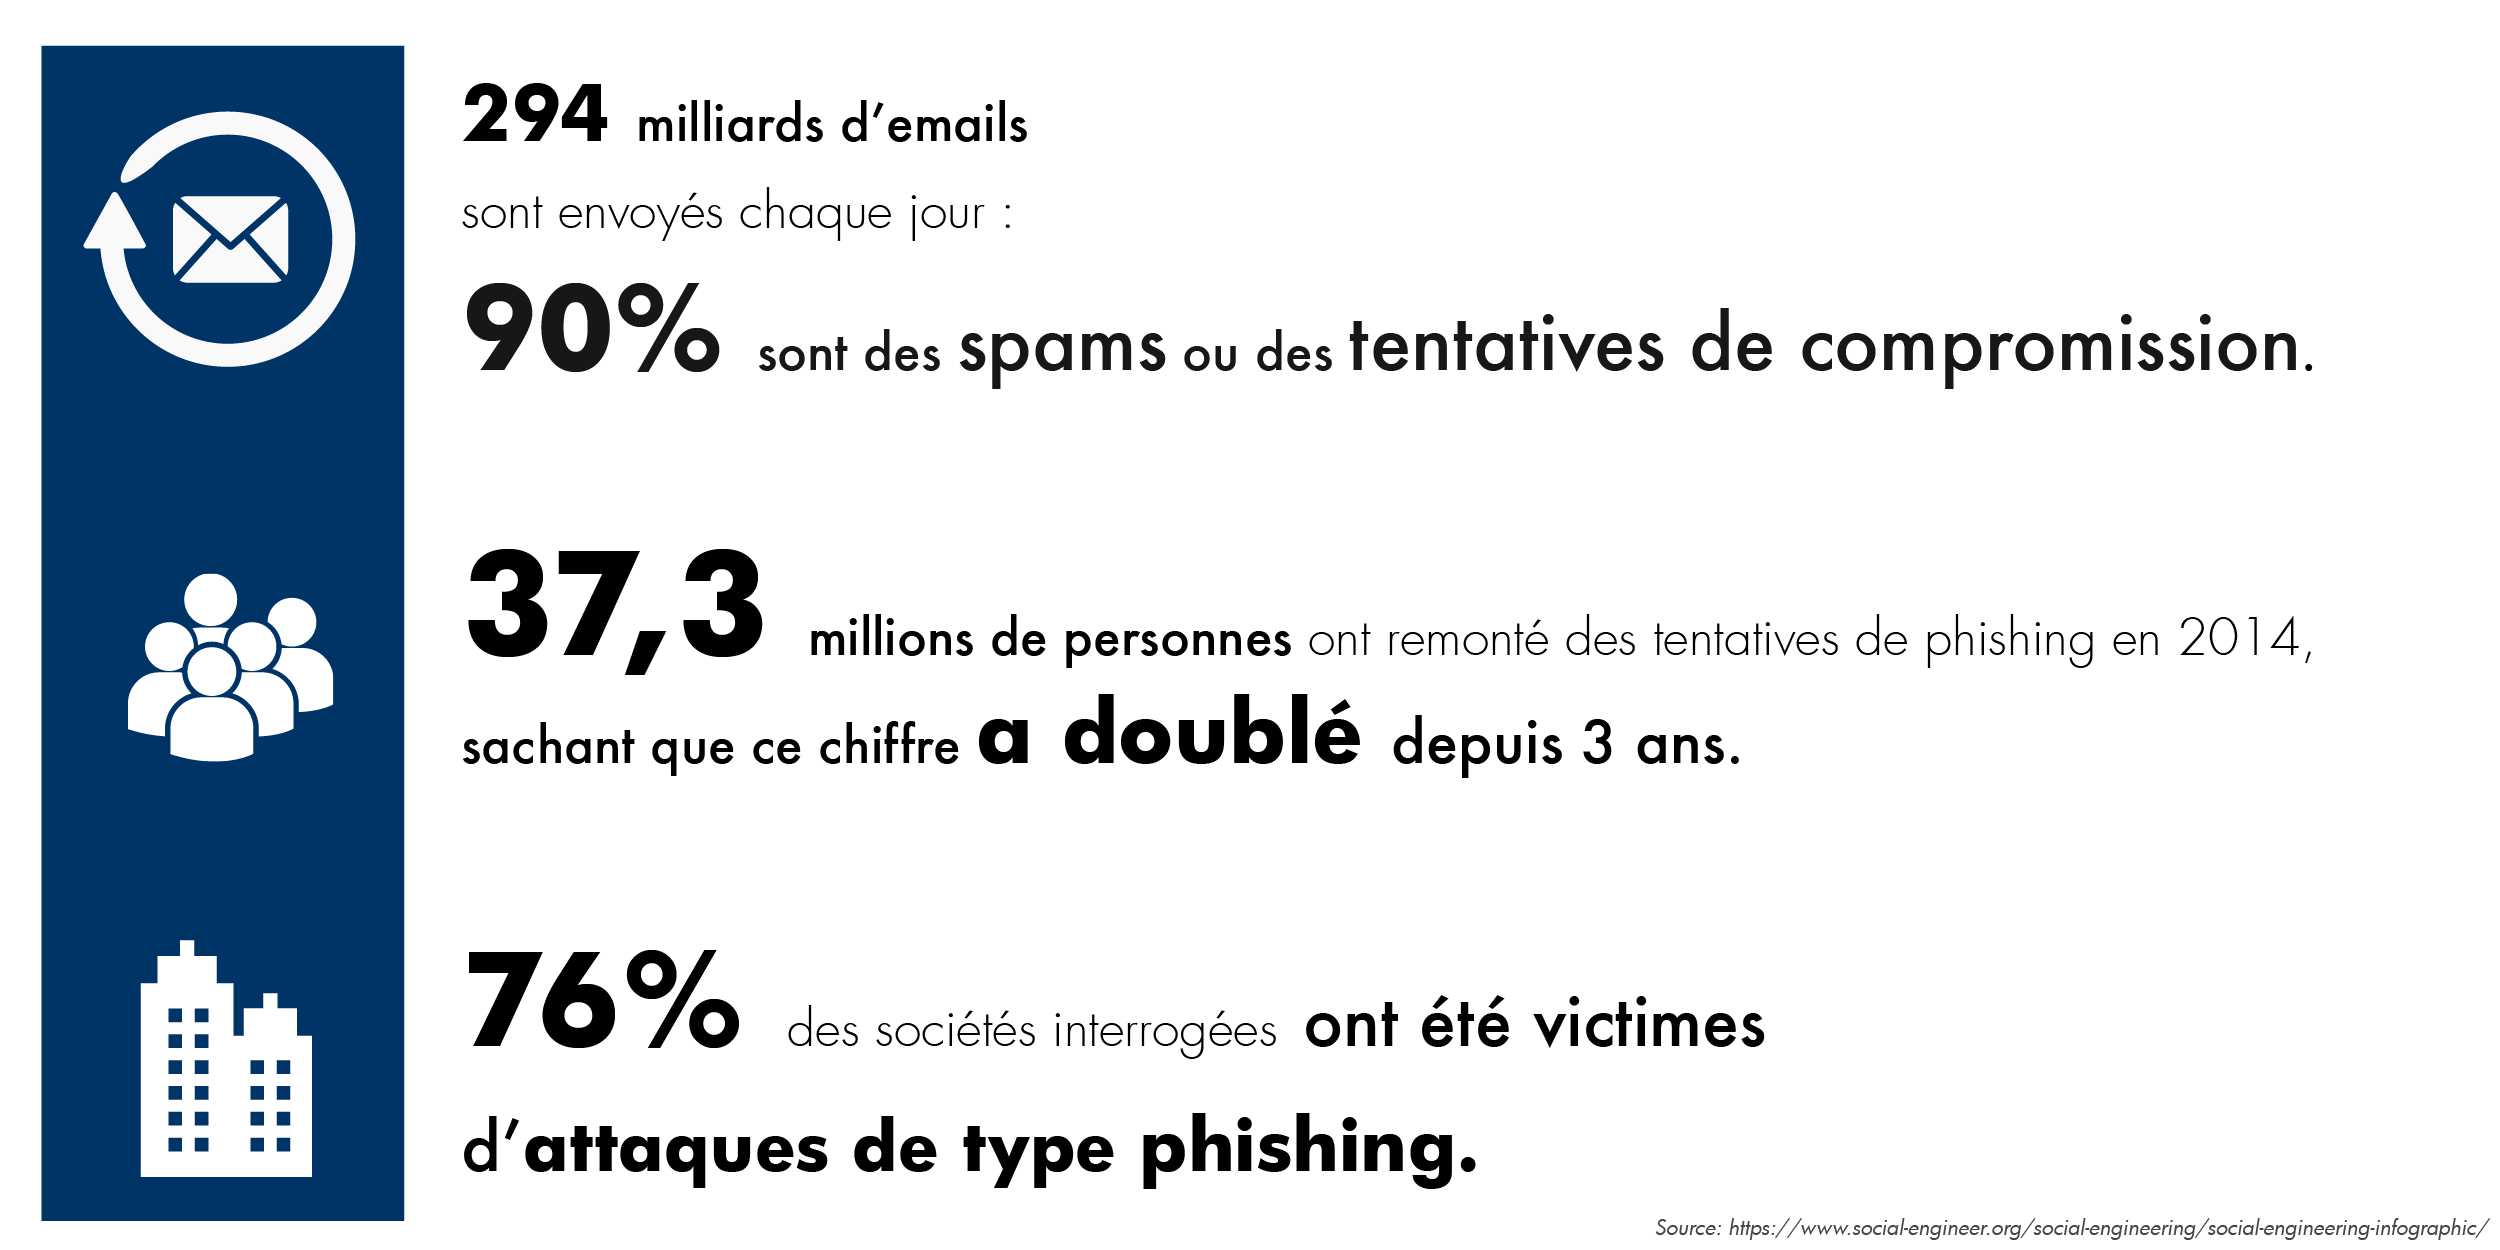 294 milliards d’emails
sont envoyés chaque jour :
90% sont des spams ou des tentatives de compromission.
37,3 millions de personnes ont remonté des tentatives de phishing en 2014,
sachant que ce chiffre a doublé depuis 3 ans.
76% des sociétés interrogées ont été victimes
d’attaques de type phishing.
Source: https://www.social-engineer.org/social-engineering/social-engineering-infographic/